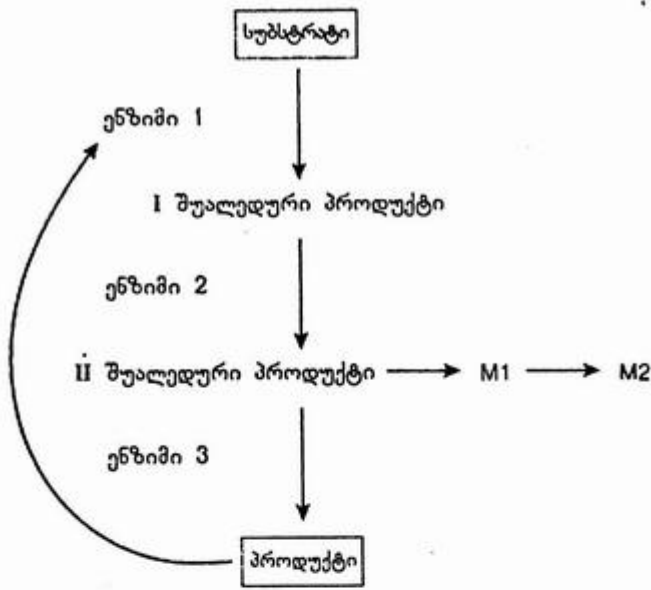 სუბსტრატი
ენზიმი 1
I შუალედური პროდუქტი
ენზიმი 2
II შუალედური პროდუქტი M1 M2
ენზიმი 3
პროდუქტი